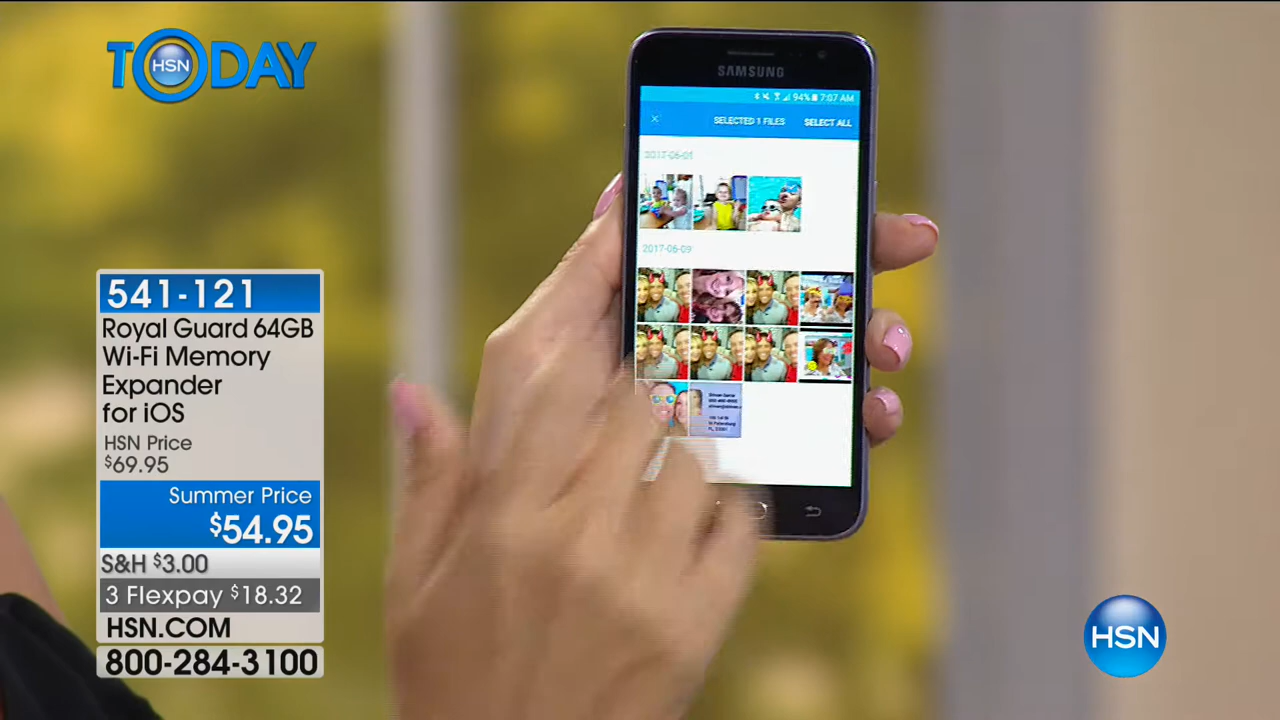 TODAY
HSN
SAMSUNG
94% 7:07 AM
SELECTED 1 FILES SELECT ALL
2017-06-01
2017-06-09
541-121
Royal Guard 64GB
Wi-Fi Memory
Expander
for iOS
HSN Price
$69.95
Summer Price
$54.95
S&H $3.00
3 Flexpay $18.32
HSN.COM
800-284-3100
HSN